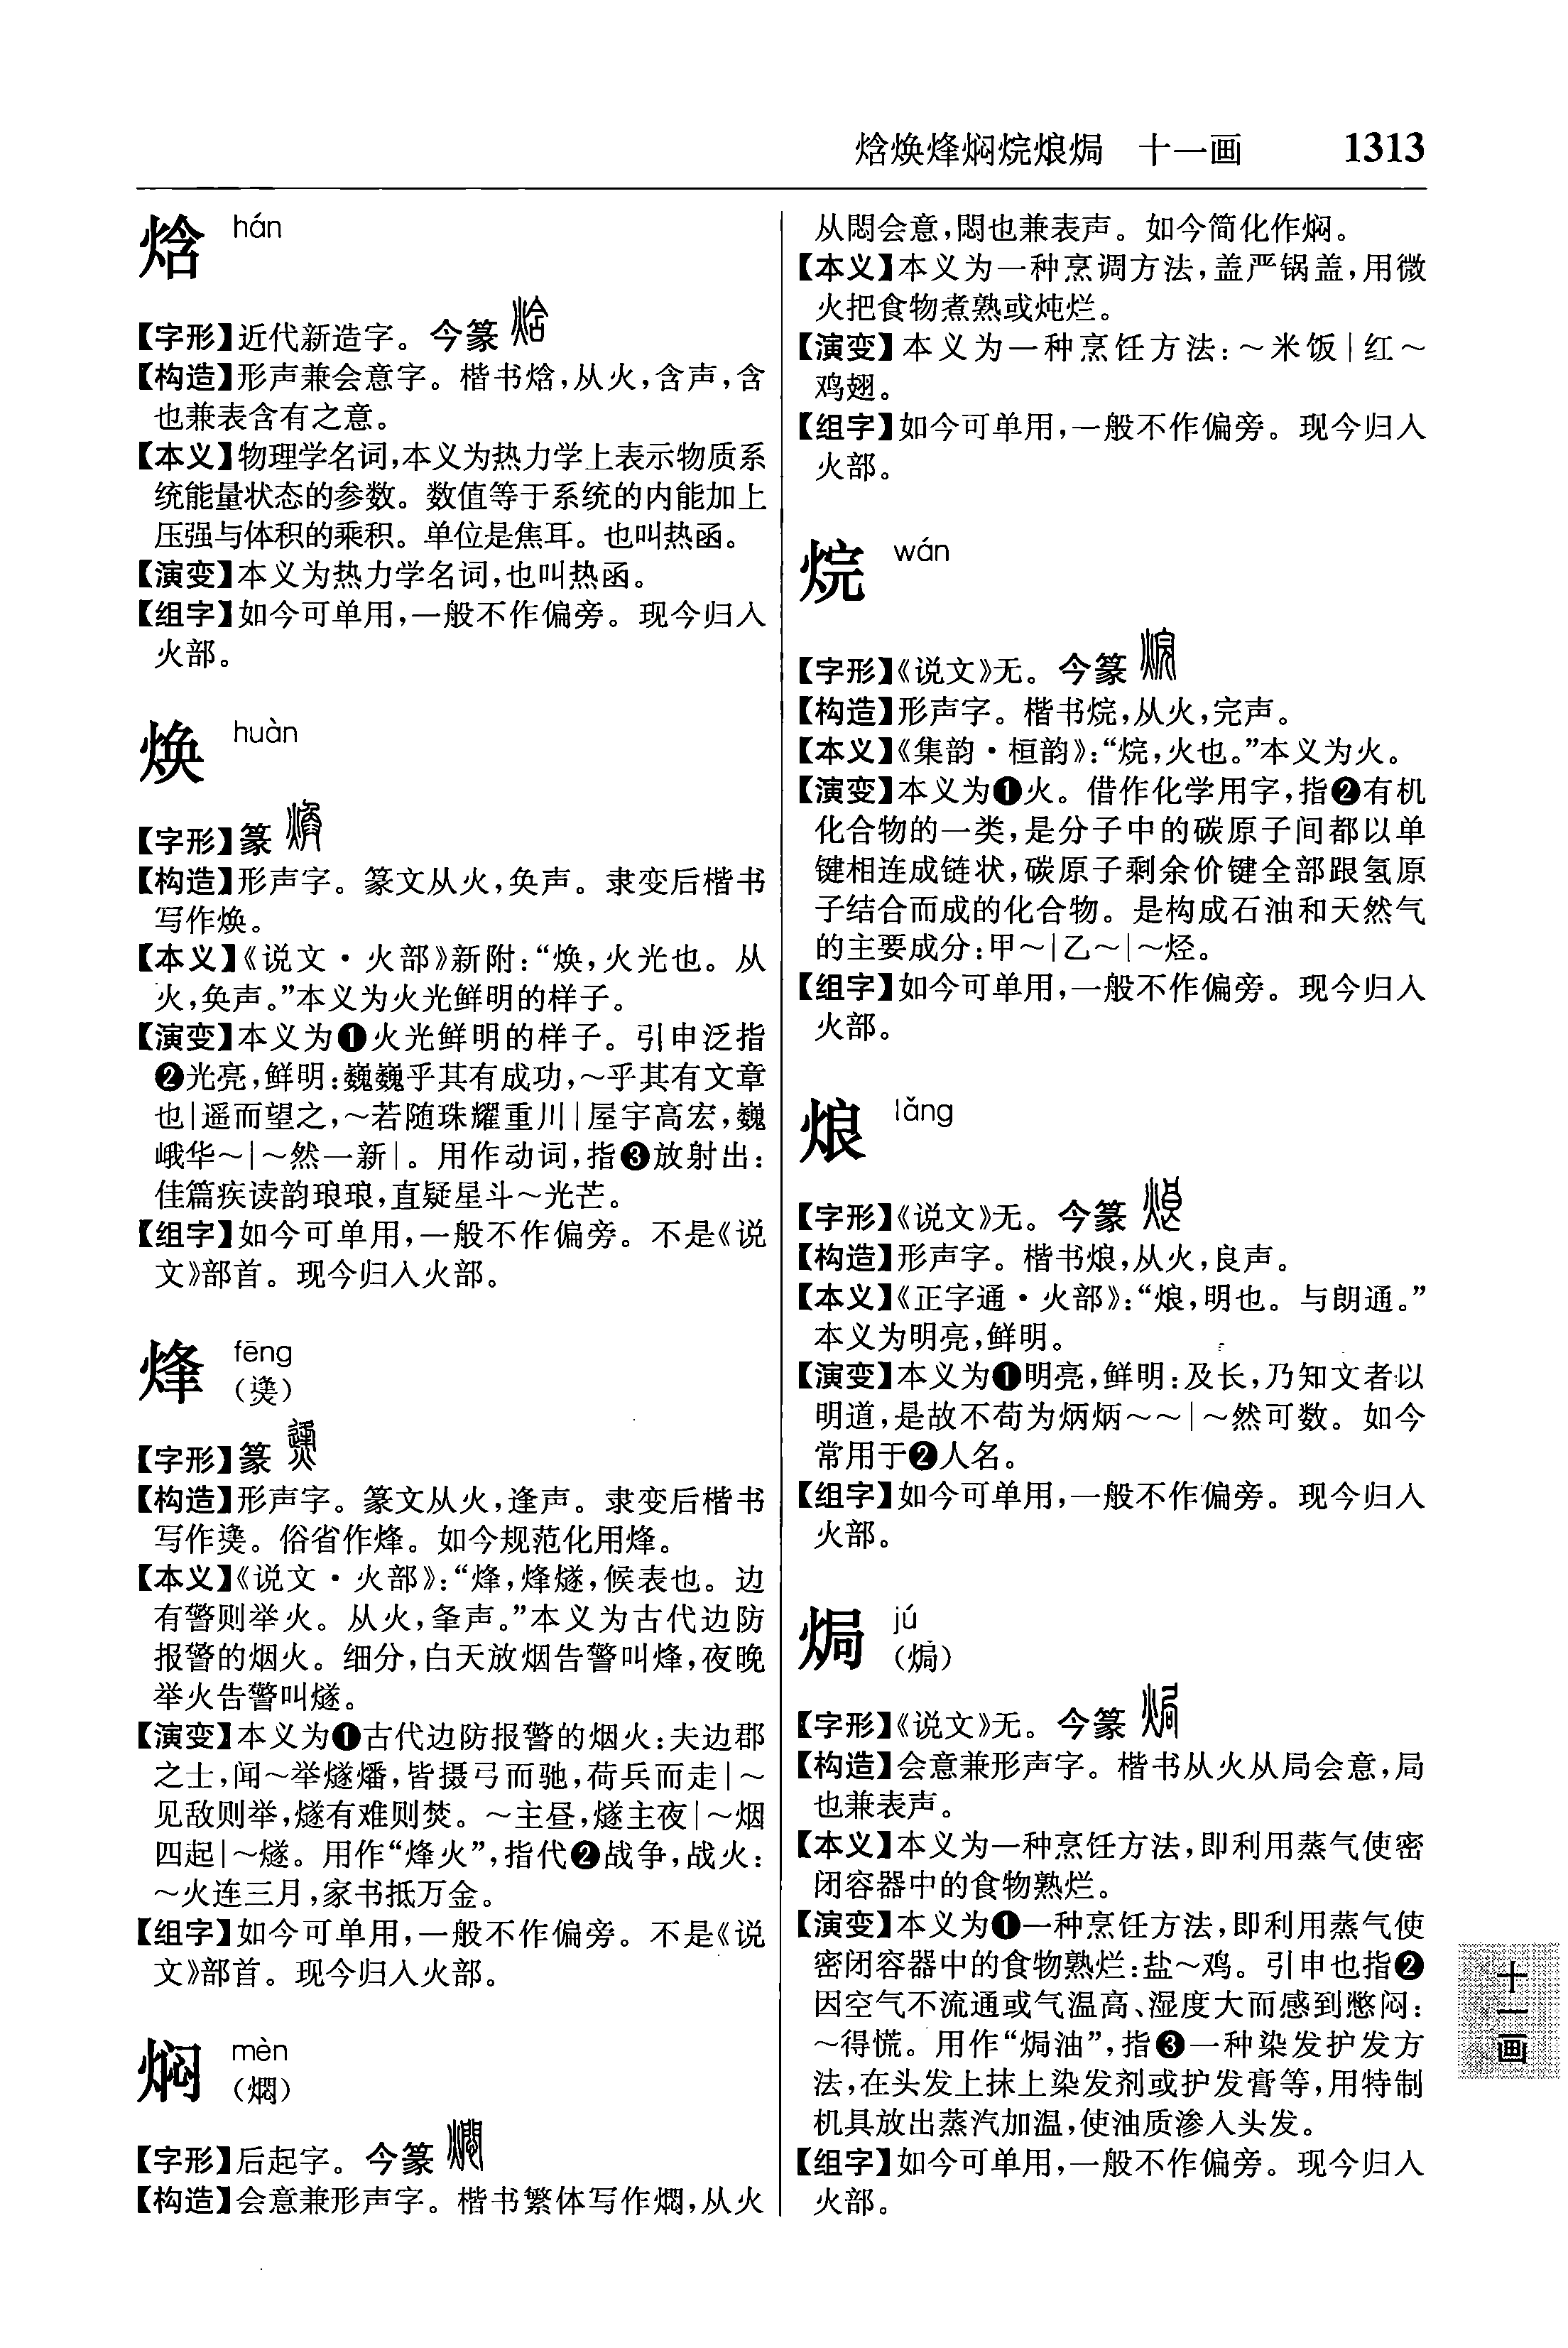 焓焕烽焖烷烺焗 十一画 1313
焓 hán
【字形】近代新造字。今篆
【构造】形声兼会意字。楷书焓,从火,含声,含
也兼表含有之意。
【本义】物理学名词,本义为热力学上表示物质系
统能量状态的参数。数值等于系统的内能加上
压强与体积的乘积。单位是焦耳。也叫热函。
【演变】本义为热力学名词,也叫热函。
【组字】如今可单用,一般不作偏旁。现今归入
火部。
焕 huàn
【字形】篆
【构造】形声字。篆文从火,奂声。隶变后楷书
写作焕。
【本义】《说文·火部》新附:“焕,火光也。从
火,奂声。”本义为火光鲜明的样子。
【演变】本义为❶火光鲜明的样子。引申泛指
❷光亮,鲜明:巍巍乎其有成功,~乎其有文章
也|遥而望之,~若随珠耀重川|屋宇高宏,巍
峨华~|~然一新|。用作动词,指❸放射出:
佳篇疾读韵琅琅,直疑星斗~光芒。
【组字】如今可单用,一般不作偏旁。不是《说
文》部首。现今归入火部。
烽 fēng
(㷭)
【字形】篆
【构造】形声字。篆文从火,逢声。隶变后楷书
写作㷭。俗省作烽。如今规范化用烽。
【本义】《说文·火部》:“烽,烽燧,候表也。边
有警则举火。从火,夆声。”本义为古代边防
报警的烟火。细分,白天放烟告警叫烽,夜晚
举火告警叫燧。
【演变】本义为❶古代边防报警的烟火:夫边郡
之士,闻~举燧燔,皆摄弓而驰,荷兵而走|~
见敌则举,燧有难则焚。~主昼,燧主夜|~烟
四起|~燧。用作“烽火”,指代❷战争,战火:
~火连三月,家书抵万金。
【组字】如今可单用,一般不作偏旁。不是《说
文》部首。现今归入火部。
焖 mèn
(燜)
【字形】后起字。今篆
【构造】会意兼形声字。楷书繁体写作燜,从火
从悶会意,悶也兼表声。如今简化作焖。
【本义】本义为一种烹调方法,盖严锅盖,用微
火把食物煮熟或炖烂。
【演变】本义为一种烹饪方法:~米饭|红~
鸡翅。
【组字】如今可单用,一般不作偏旁。现今归入
火部。
烷 wán
【字形】《说文》无。今篆
【构造】形声字。楷书烷,从火,完声。
【本义】《集韵·桓韵》:“烷,火也。”本义为火。
【演变】本义为❶火。借作化学用字,指❷有机
化合物的一类,是分子中的碳原子间都以单
键相连成链状,碳原子剩余价键全部跟氢原
子结合而成的化合物。是构成石油和天然气
的主要成分:甲~|乙~|~烃。
【组字】如今可单用,一般不作偏旁。现今归入
火部。
烺 lǎng
【字形】《说文》无。今篆
【构造】形声字。楷书烺,从火,良声。
【本义】《正字通·火部》:“烺,明也。与朗通。”
本义为明亮,鲜明。
【演变】本义为❶明亮,鲜明:及长,乃知文者以
明道,是故不苟为炳炳~~|~然可数。如今
常用于❷人名。
【组字】如今可单用,一般不作偏旁。现今归入
火部。
焗 jú
【字形】《说文》无。今篆
【构造】会意兼形声字。楷书从火从局会意,局
也兼表声。
【本义】本义为一种烹饪方法,即利用蒸气使密
闭容器中的食物熟烂。
【演变】本义为❶一种烹饪方法,即利用蒸气使
密闭容器中的食物熟烂:盐~鸡。引申也指❷
因空气不流通或气温高、湿度大而感到憋闷:
~得慌。用作“焗油”,指❸一种染发护发方
法,在头发上抹上染发剂或护发膏等,用特制
机具放出蒸汽加温,使油质渗入头发。
【组字】如今可单用,一般不作偏旁。现今归入
火部。
十一画